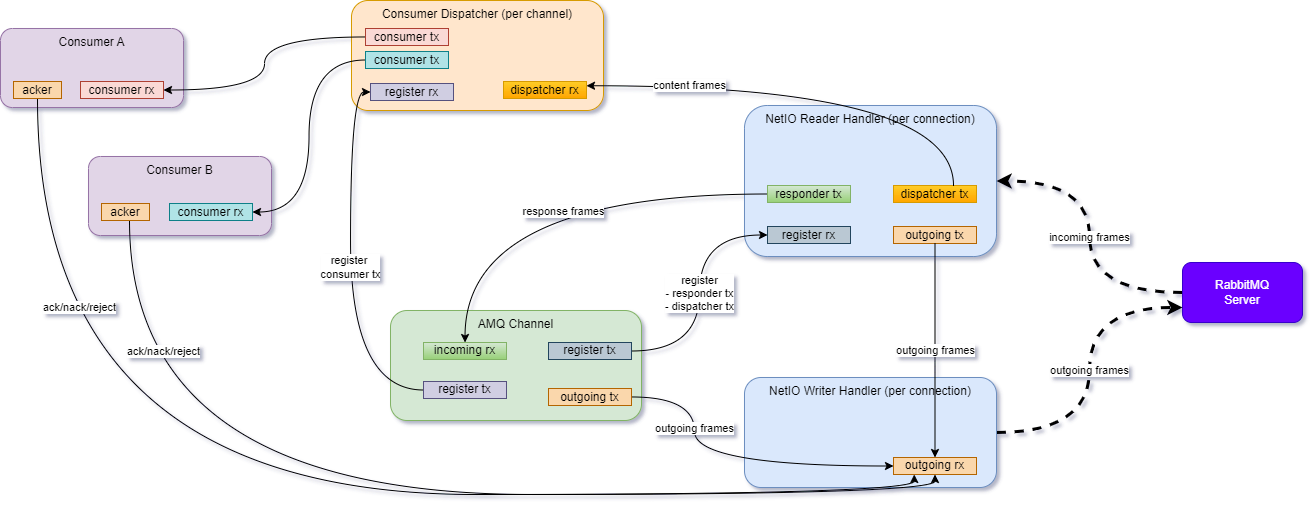 Consumer Dispatcher (per channel)
consumer tx
consumer tx
register rx
dispatcher rx
Consumer A
acker
consumer rx
content frames
NetIO Reader Handler (per connection)
responder tx
dispatcher tx
register rx
outgoing tx
Consumer B
acker
consumer rx
response frames
incoming frames
register
consumer tx
register
- responder tx
- dispatcher tx
RabbitMQ
Server
ack/nack/reject
ack/nack/reject
AMQ Channel
incoming rx
register tx
register tx
outgoing tx
outgoing frames
outgoing frames
outgoing frames
NetIO Writer Handler (per connection)
outgoing rx